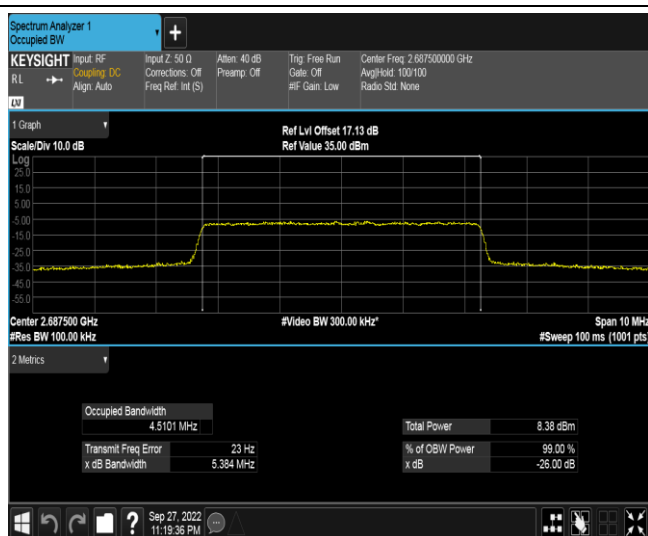 Spectrum Analyzer 1
Occupied BW
+
KEYSIGHT Input: RF Input Z: 50 Ω Atten: 40 dB Trig: Free Run Center Freq: 2.687500000 GHz
RL Coupling: DC Corrections: Off Preamp: Off Gate: Off Avg|Hold: 100/100
Align: Auto Freq Ref: Int (S) #IF Gain: Low Radio Std: None
LXI
1 Graph
Ref Lvl Offset 17.13 dB
Scale/Div 10.0 dB Ref Value 35.00 dBm
Log
25.0
15.0
5.00
-5.00
-15.0
-25.0
-35.0
-45.0
-55.0
Center 2.687500 GHz #Video BW 300.00 kHz* Span 10 MHz
#Res BW 100.00 kHz #Sweep 100 ms (1001 pts)
2 Metrics
Occupied Bandwidth
4.5101 MHz Total Power 8.38 dBm
Transmit Freq Error 23 Hz % of OBW Power 99.00 %
x dB Bandwidth 5.384 MHz x dB -26.00 dB
? Sep 27, 2022
11:19:36 PM